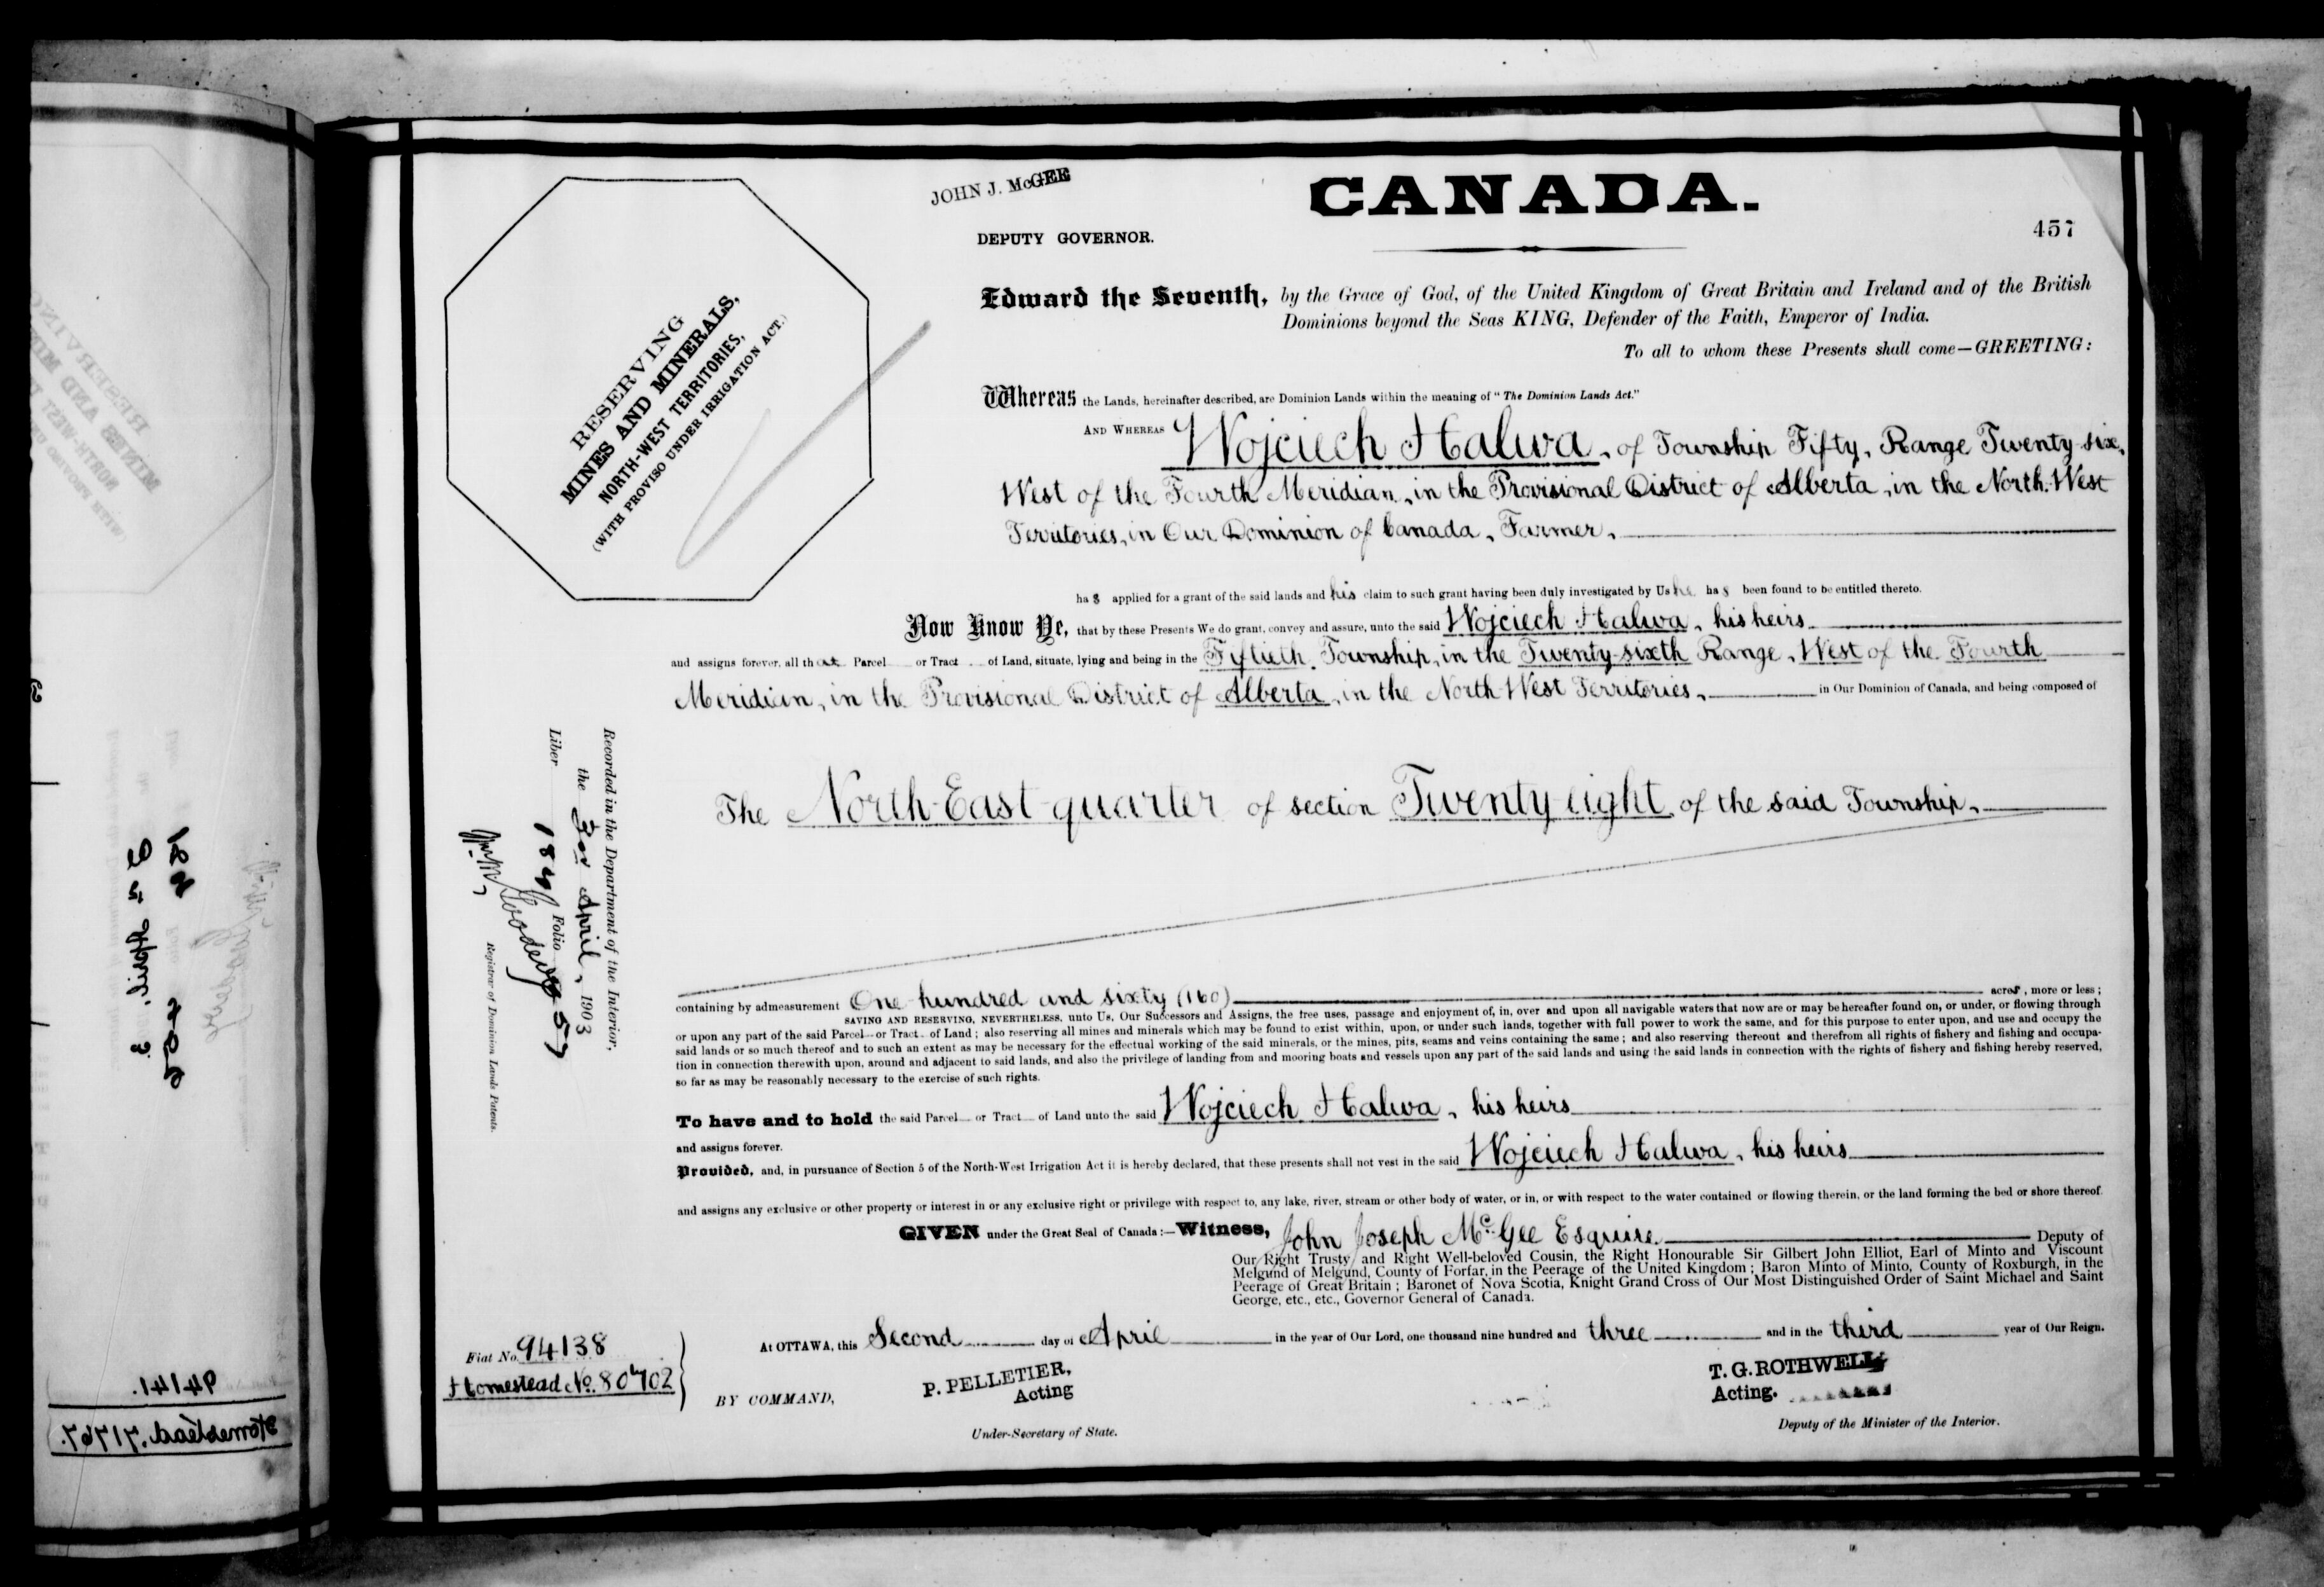 JOHN J. McGEE
DEPUTY GOVERNOR.
CANADA.
457
RESERVING
MINES AND MINERALS,
NORTH-WEST TERRITORIES,
(WITH PROVISO UNDER IRRIGATION ACT.)
Edward the Seventh, by the Grace of God, of the United Kingdom of Great Britain and Ireland and of the British
Dominions beyond the Seas KING, Defender of the Faith, Emperor of India.
To all to whom these Presents shall come—GREETING:
Whereas the Lands, hereinafter described, are Dominion Lands within the meaning of "The Dominion Lands Act."
AND WHEREAS Wojciech Halwa, of Township Fifty, Range Twenty-six,
West of the Fourth Meridian, in the Provisional District of Alberta, in the North-West
Territories, in Our Dominion of Canada, Farmer,
has applied for a grant of the said lands and his claim to such grant having been duly investigated by Us he has been found to be entitled thereto.
Now Know Ye, that by these Presents We do grant, convey and assure, unto the said Wojciech Halwa, his heirs
and assigns forever, all that Parcel or Tract of Land, situate, lying and being in the Fiftieth Township, in the Twenty-sixth Range, West of the Fourth
Meridian, in the Provisional District of Alberta, in the North-West Territories, in Our Dominion of Canada, and being composed of
The North-East quarter of section Twenty-eight of the said Township,
containing by admeasurement One hundred and sixty (160) acres, more or less;
SAVING AND RESERVING, NEVERTHELESS, unto Us, Our Successors and Assigns, the free uses, passage and enjoyment of, in, over and upon all navigable waters that now are or may be hereafter found on, or under, or flowing through
or upon any part of the said Parcel or Tract of Land; also reserving all mines and minerals which may be found to exist within, upon, or under such lands, together with full power to work the same, and for this purpose to enter upon, and use and occupy the
said lands or so much thereof and to such an extent as may be necessary for the effectual working of the said minerals, or the mines, pits, seams and veins containing the same; and also reserving thereout and therefrom all rights of fishery and fishing and occupa-
tion in connection therewith upon, around and adjacent to said lands, and also the privilege of landing from and mooring boats and vessels upon any part of the said lands and using the said lands in connection with the rights of fishery and fishing hereby reserved,
so far as may be reasonably necessary to the exercise of such rights.
To have and to hold the said Parcel or Tract of Land unto the said Wojciech Halwa, his heirs
and assigns forever.
Provided, and, in pursuance of Section 5 of the North-West Irrigation Act it is hereby declared, that these presents shall not vest in the said Wojciech Halwa, his heirs
and assigns any exclusive or other property or interest in or any exclusive right or privilege with respect to, any lake, river, stream or other body of water, or in, or with respect to the water contained or flowing therein, or the land forming the bed or shore thereof.
GIVEN under the Great Seal of Canada:—Witness, John Joseph McGee Esquire Deputy of
Our Right Trusty and Right Well-beloved Cousin, the Right Honourable Sir Gilbert John Elliot, Earl of Minto and Viscount
Melgund of Melgund, County of Forfar, in the Peerage of the United Kingdom; Baron Minto of Minto, County of Roxburgh, in the
Peerage of Great Britain; Baronet of Nova Scotia, Knight Grand Cross of Our Most Distinguished Order of Saint Michael and Saint
George, etc., etc., Governor General of Canada.
At OTTAWA, this Second day of April in the year of Our Lord, one thousand nine hundred and three and in the third year of Our Reign.
BY COMMAND,
P. PELLETIER,
Acting
Under-Secretary of State.
T. G. ROTHWELL
Acting.
Deputy of the Minister of the Interior.
Fiat No. 94138
Homestead No. 80702
Recorded in the Department of the Interior,
the April, 1903
Liber Folio 457
Registrar of Dominion Lands Patents.
94141.
Homestead. 71767.